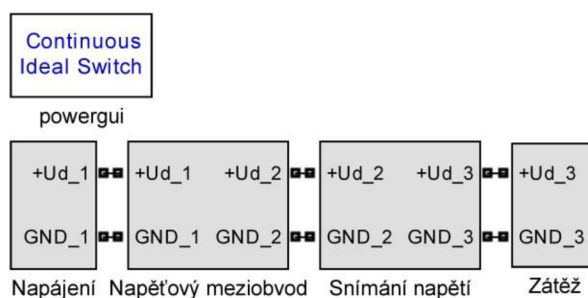 Continuous
Ideal Switch
powergui
+Ud_1 +Ud_1 +Ud_2 +Ud_2 +Ud_3 +Ud_3
GND_1 GND_1 GND_2 GND_2 GND_3 GND_3
Napájení Napěťový meziobvod Snímání napětí Zátěž